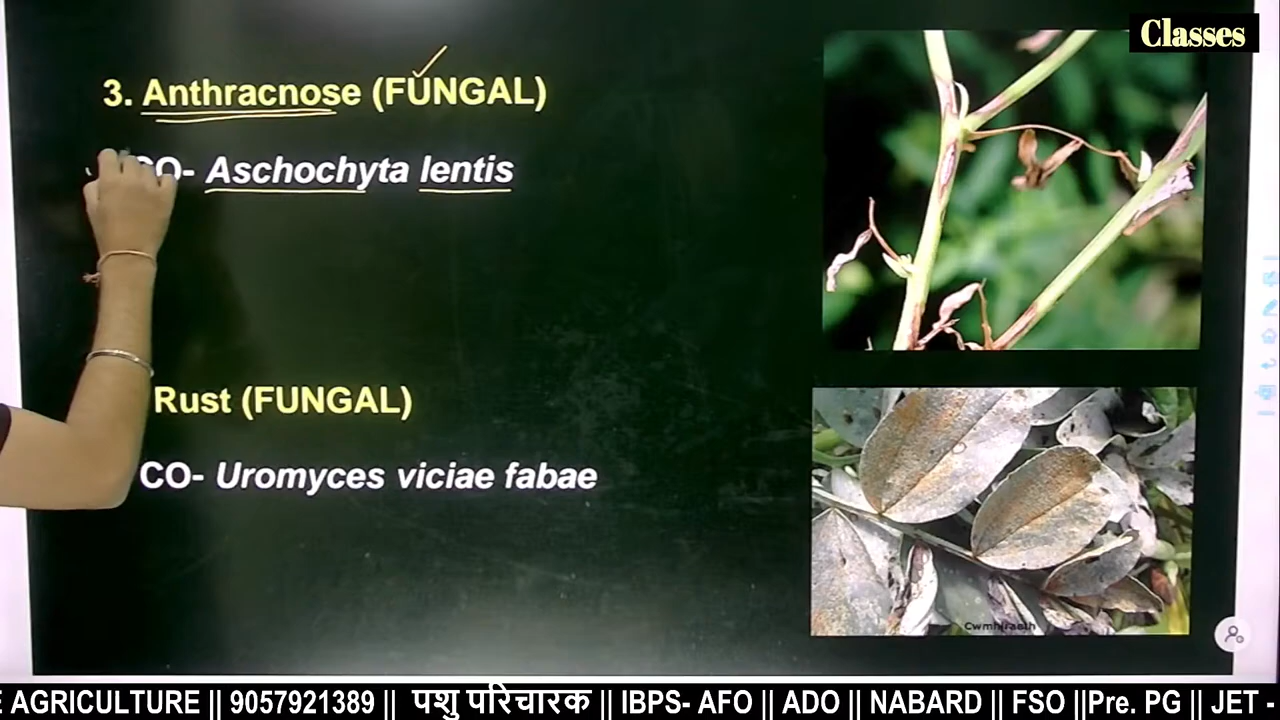 Classes
3. Anthracnose (FUNGAL)
CO- Aschochyta lentis
Rust (FUNGAL)
CO- Uromyces viciae fabae
Cwmhiraeth
E AGRICULTURE || 9057921389 || पशु परिचारक || IBPS- AFO || ADO || NABARD || FSO ||Pre. PG || JET -